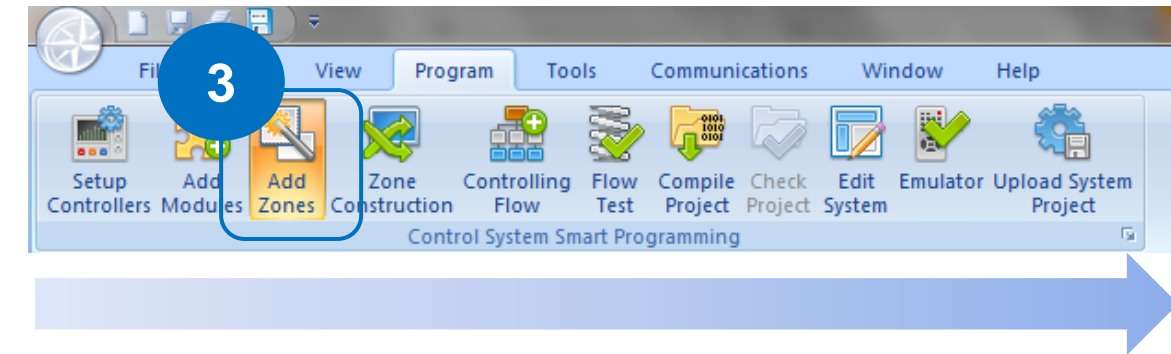 3
Fil View Program Tools Communications Window Help
Setup Add Add Zone Controlling Flow Compile Check Edit Emulator Upload System
Controllers Modules Zones Construction Flow Test Project Project System Project
Control System Smart Programming